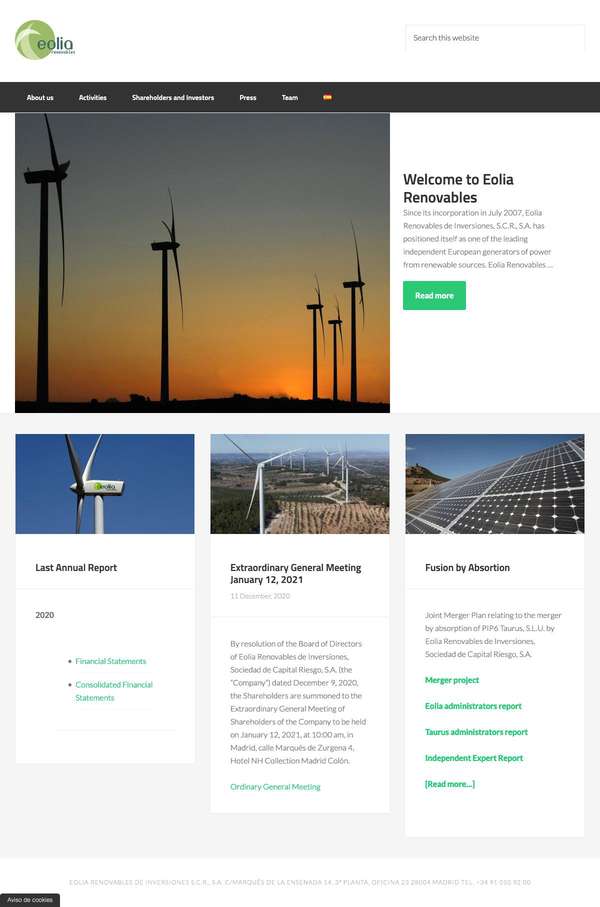 eolia
renovables
Search this website
About us
Activities
Shareholders and Investors
Press
Team
Welcome to Eolia
Renovables
Since its incorporation in July 2007, Eolia
Renovables de Inversiones, S.C.R., S.A. has
positioned itself as one of the leading
independent European generators of power
from renewable sources. Eolia Renovables ...
Read more
eolia
Last Annual Report
2020
Financial Statements
Consolidated Financial
Statements
Extraordinary General Meeting
January 12, 2021
11 December, 2020
By resolution of the Board of Directors
of Eolia Renovables de Inversiones,
Sociedad de Capital Riesgo, S.A. (the
“Company”) dated December 9, 2020,
the Shareholders are summoned to the
Extraordinary General Meeting of
Shareholders of the Company to be held
on January 12, 2021, at 10:00 am, in
Madrid, calle Marqués de Zurgena 4,
Hotel NH Collection Madrid Colón.
Ordinary General Meeting
Fusion by Absortion
Joint Merger Plan relating to the merger
by absorption of PIP6 Taurus, S.L.U. by
Eolia Renovables de Inversiones,
Sociedad de Capital Riesgo, S.A.
Merger project
Eolia administrators report
Taurus administrators report
Independent Expert Report
[Read more...]
EOLIA RENOVABLES DE INVERSIONES S.C.R., S.A. C/MARQUÉS DE LA ENSENADA 14, 3ª PLANTA, OFICINA 23 28004 MADRID TEL. +34 91 050 92 00
Aviso de cookies